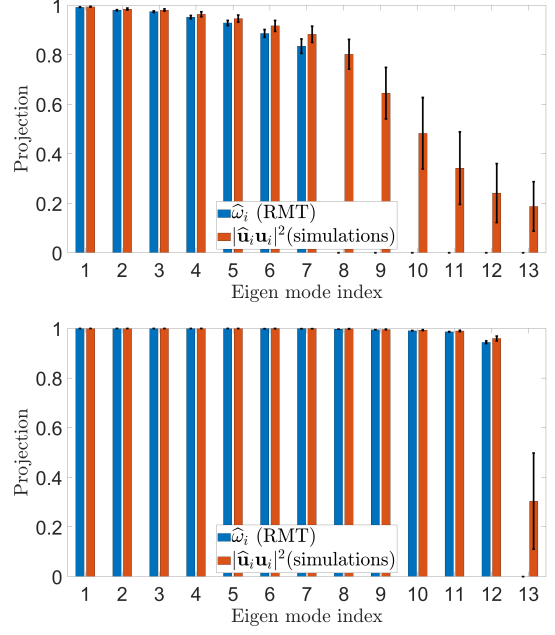 1
0.8
0.6
0.4
0.2
0
Projection
ω̂ᵢ (RMT)
|ûᵢuᵢ|²(simulations)
1 2 3 4 5 6 7 8 9 10 11 12 13
Eigen mode index
1
0.8
0.6
0.4
0.2
0
Projection
ω̂ᵢ (RMT)
|ûᵢuᵢ|²(simulations)
1 2 3 4 5 6 7 8 9 10 11 12 13
Eigen mode index